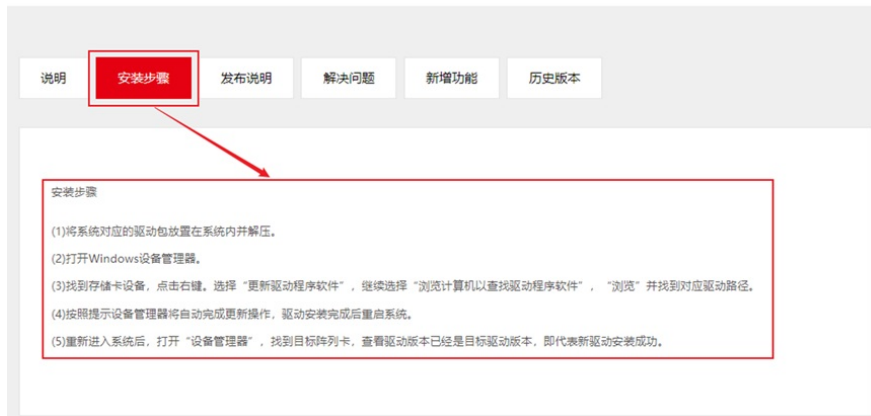 说明 安装步骤 发布说明 解决问题 新增功能 历史版本
安装步骤
(1)将系统对应的驱动包放置在系统内并解压。
(2)打开Windows设备管理器。
(3)找到存储卡设备，点击右键。选择“更新驱动程序软件”，继续选择“浏览计算机以查找驱动程序软件”，“浏览”并找到对应驱动路径。
(4)按照提示设备管理器将自动完成更新操作，驱动安装完成后重启系统。
(5)重新进入系统后，打开“设备管理器”，找到目标阵列卡，查看驱动版本已经是目标驱动版本，即代表新驱动安装成功。